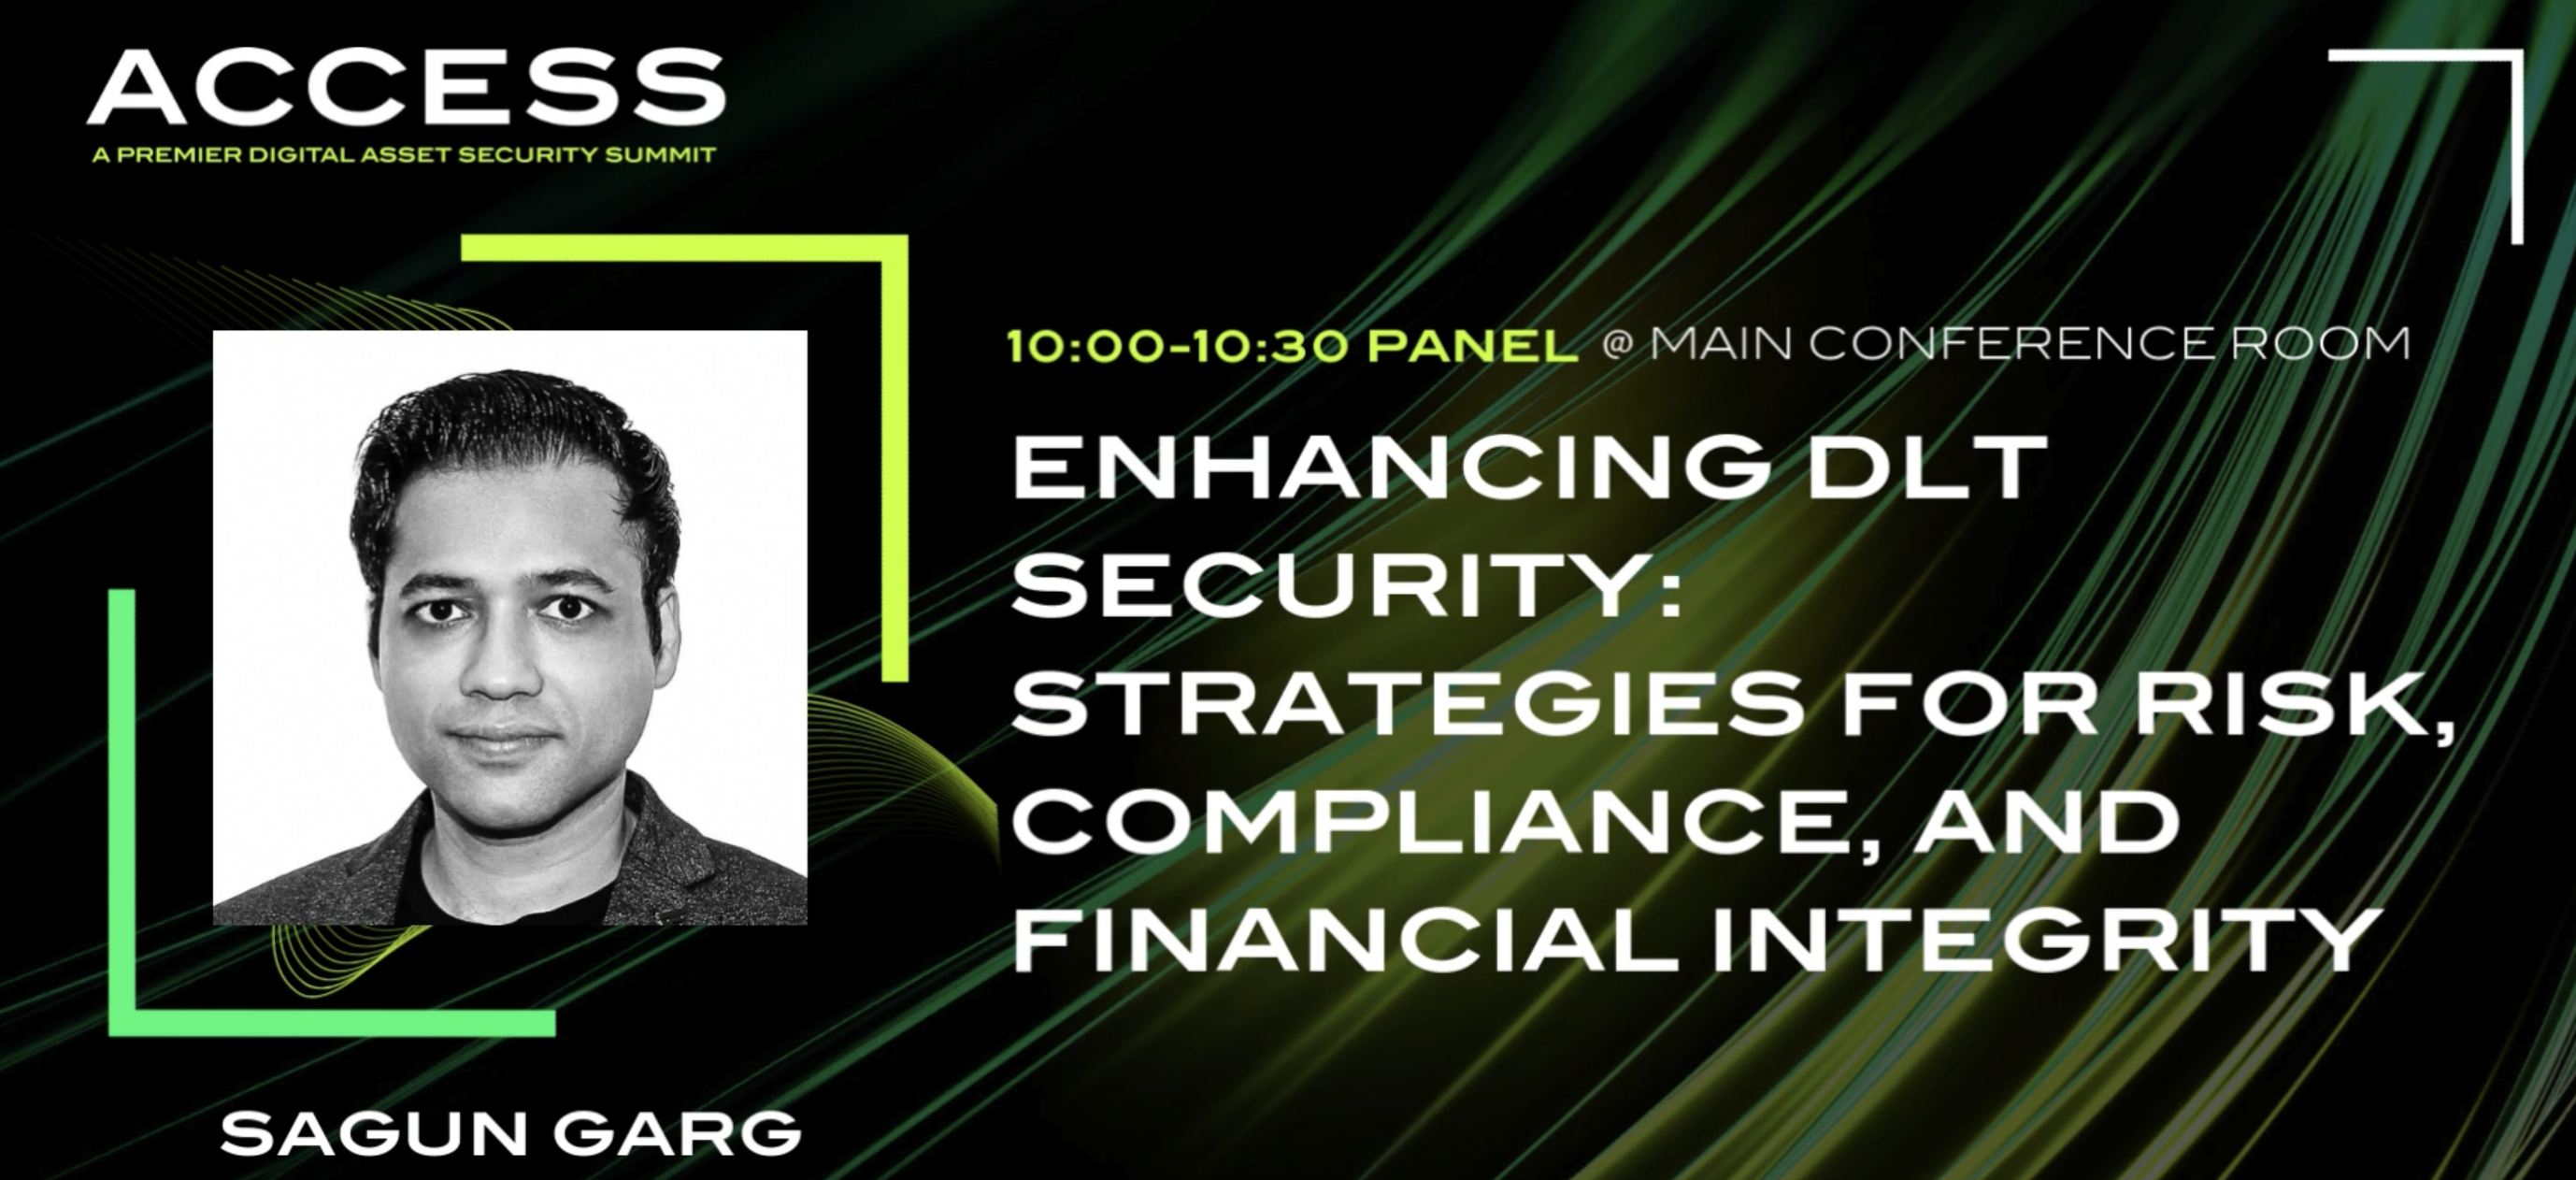 ACCESS
A PREMIER DIGITAL ASSET SECURITY SUMMIT
10:00-10:30 PANEL @ MAIN CONFERENCE ROOM
ENHANCING DLT
SECURITY:
STRATEGIES FOR RISK,
COMPLIANCE, AND
FINANCIAL INTEGRITY
SAGUN GARG